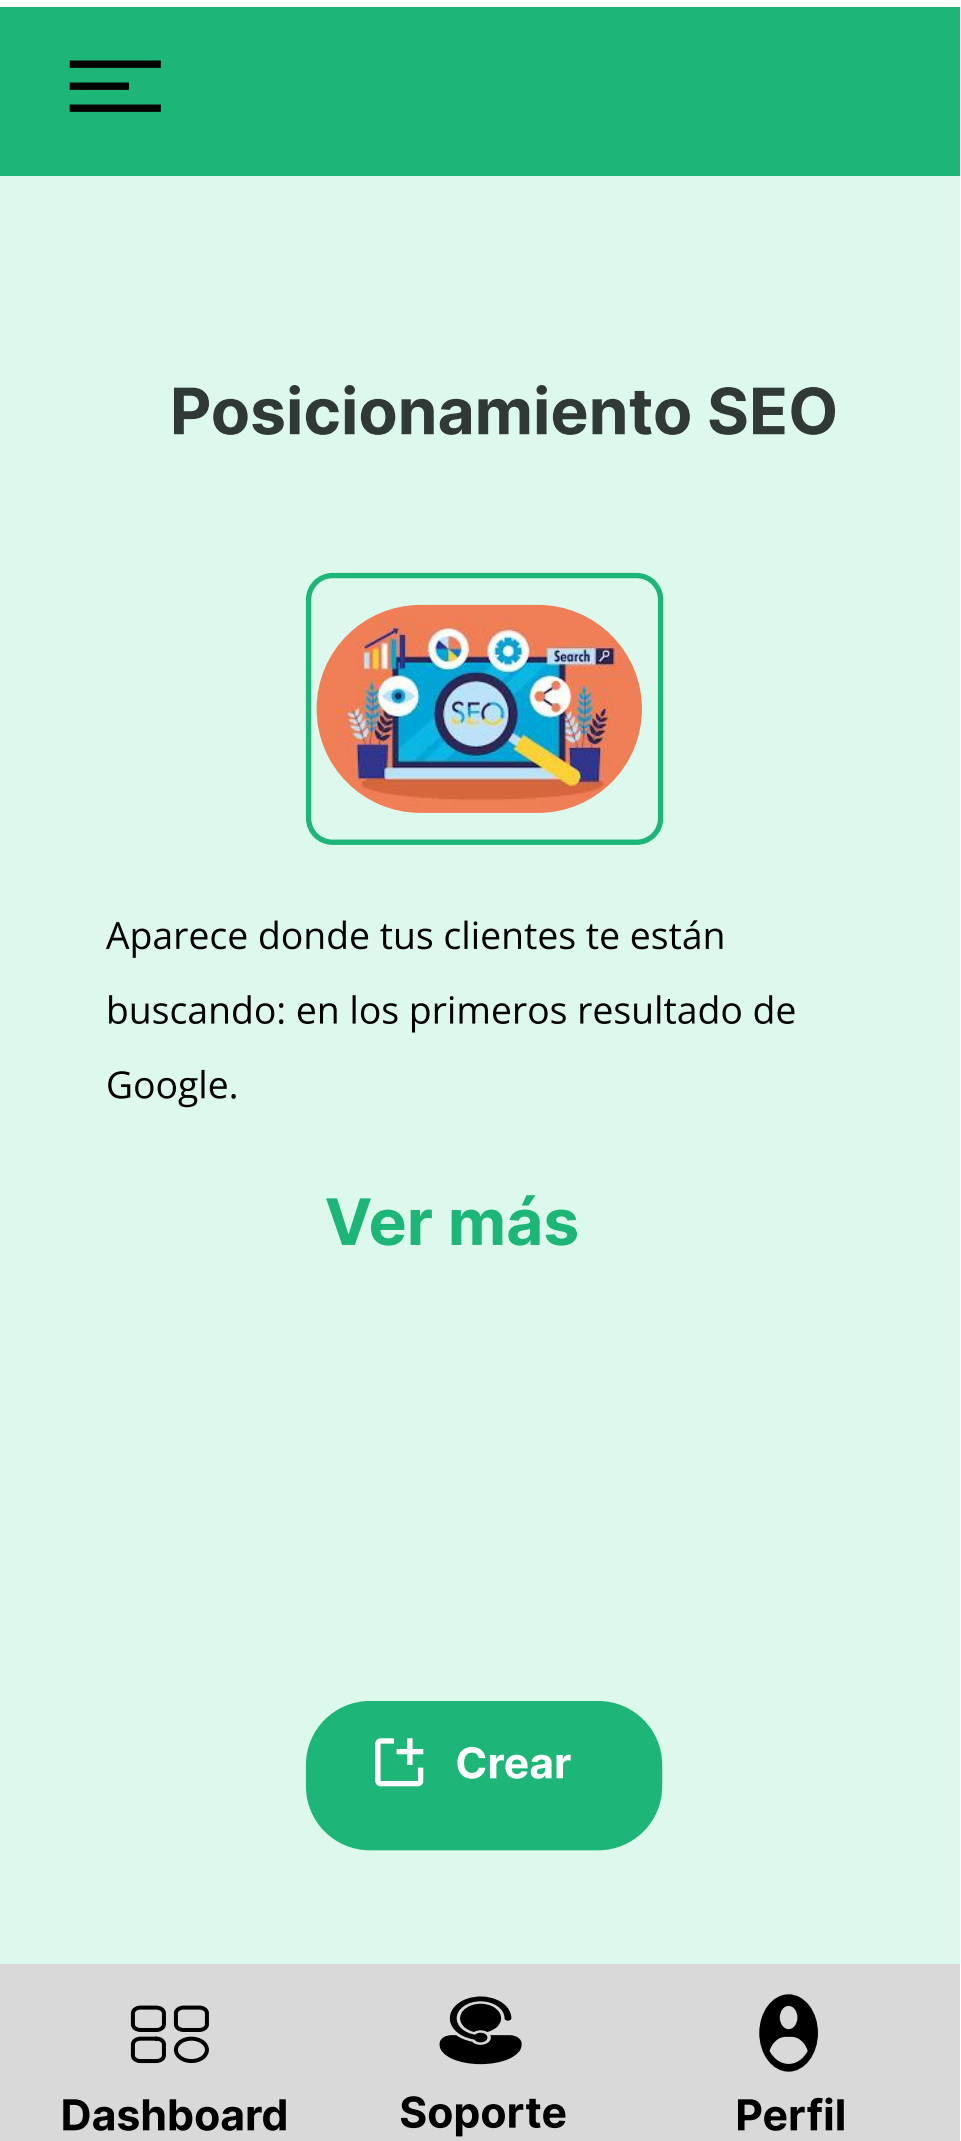 Posicionamiento SEO
Search
SEO
Aparece donde tus clientes te están
buscando: en los primeros resultado de
Google.
Ver más
Crear
Dashboard
Soporte
Perfil